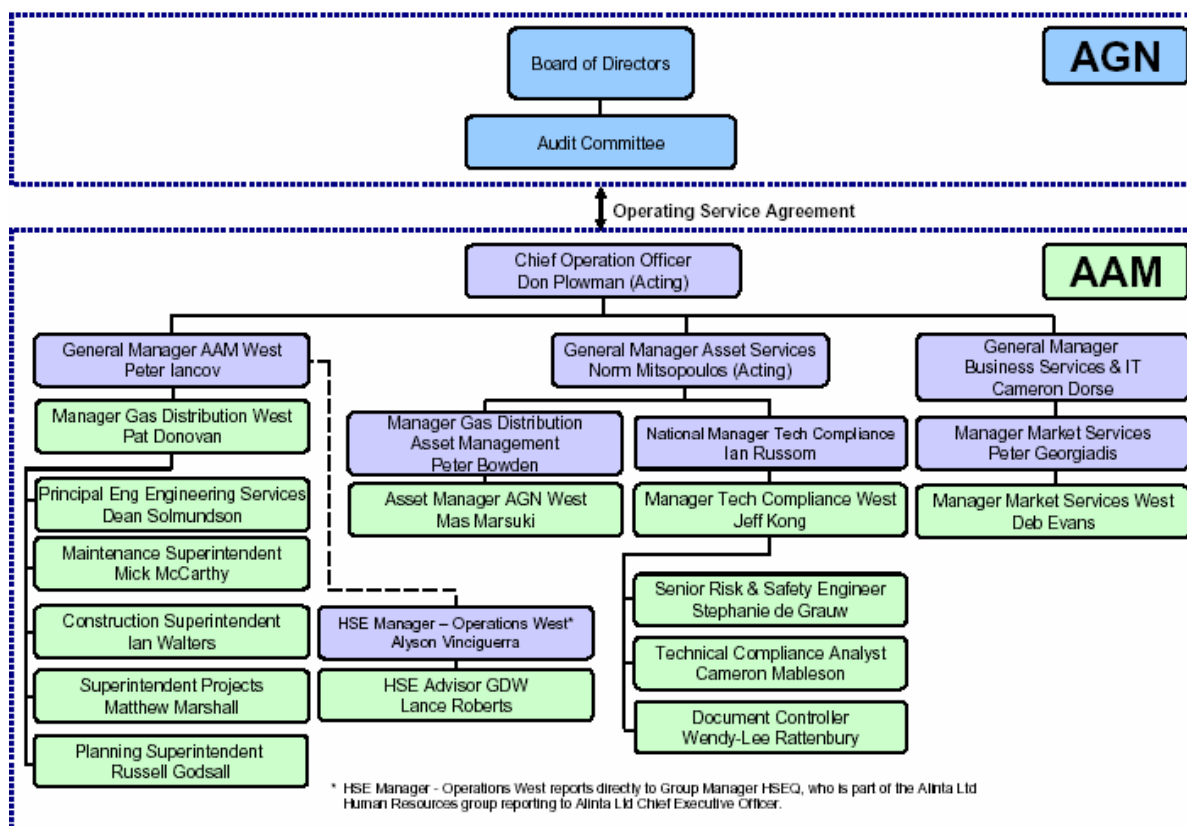 Board of Directors
AGN
Audit Committee
Operating Service Agreement
Chief Operation Officer
Don Plowman (Acting)
AAM
General Manager AAM West
Peter Iancov
General Manager Asset Services
Norm Mitsopoulos (Acting)
General Manager
Business Services & IT
Cameron Dorse
Manager Gas Distribution West
Pat Donovan
Manager Gas Distribution
Asset Management
Peter Bowden
National Manager Tech Compliance
Ian Russom
Manager Market Services
Peter Georgiadis
Principal Eng Engineering Services
Dean Solmundson
Asset Manager AGN West
Mas Marsuki
Manager Tech Compliance West
Jeff Kong
Manager Market Services West
Deb Evans
Maintenance Superintendent
Mick McCarthy
Senior Risk & Safety Engineer
Stephanie de Grauw
Construction Superintendent
Ian Walters
HSE Manager – Operations West*
Alyson Vinciguerra
Technical Compliance Analyst
Cameron Mableson
Superintendent Projects
Matthew Marshall
HSE Advisor GDW
Lance Roberts
Document Controller
Wendy-Lee Rattenbury
Planning Superintendent
Russell Godsall
* HSE Manager - Operations West reports directly to Group Manager HSEQ, who is part of the Alinta Ltd
Human Resources group reporting to Alinta Ltd Chief Executive Officer.